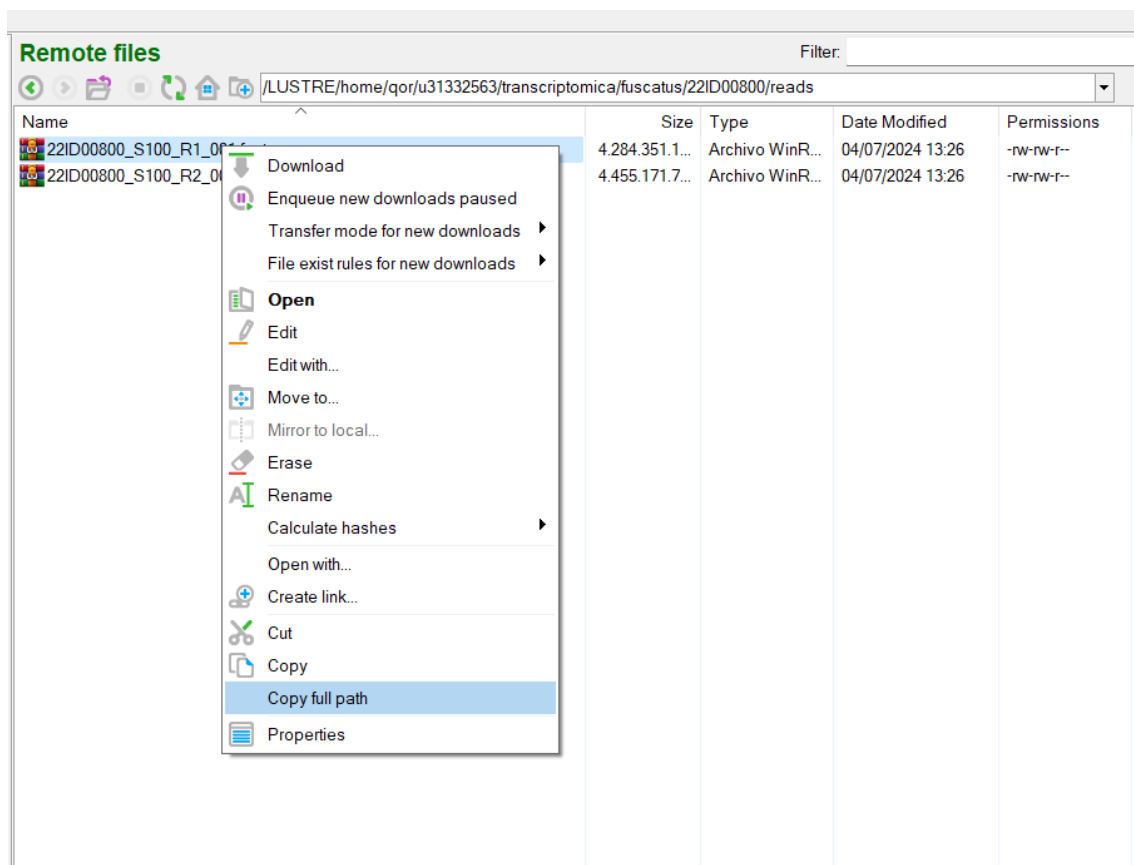 Remote files
Filter:
/LUSTRE/home/qor/u31332563/transcriptomica/fuscatus/22ID00800/reads
Name Size Type Date Modified Permissions
22ID00800_S100_R1_001 4.284.351.1... Archivo WinR... 04/07/2024 13:26 -rw-rw-r--
22ID00800_S100_R2_00 4.455.171.7... Archivo WinR... 04/07/2024 13:26 -rw-rw-r--
Download
Enqueue new downloads paused
Transfer mode for new downloads
File exist rules for new downloads
Open
Edit
Edit with...
Move to...
Mirror to local...
Erase
Rename
Calculate hashes
Open with...
Create link...
Cut
Copy
Copy full path
Properties